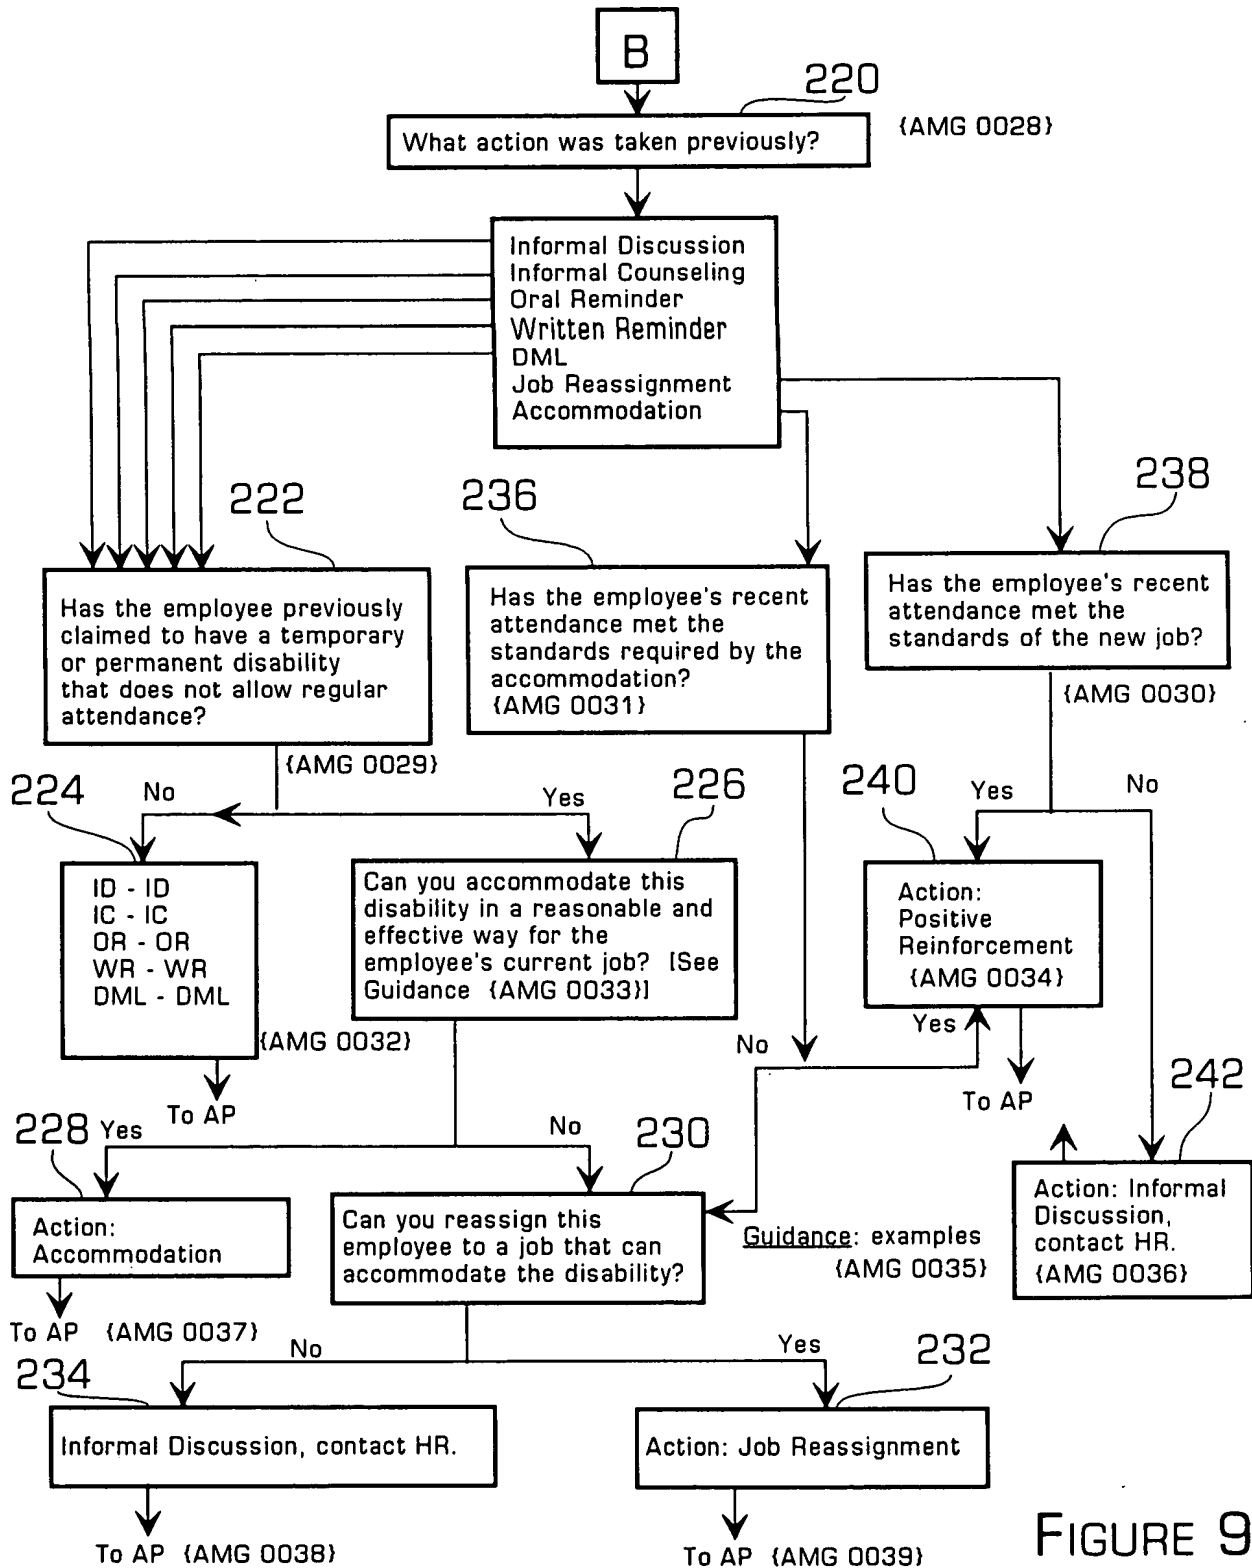 B
220
What action was taken previously?
{AMG 0028}
Informal Discussion
Informal Counseling
Oral Reminder
Written Reminder
DML
Job Reassignment
Accommodation
222
236
238
Has the employee previously
claimed to have a temporary
or permanent disability
that does not allow regular
attendance?
{AMG 0029}
Has the employee's recent
attendance met the
standards required by the
accommodation?
{AMG 0031}
Has the employee's recent
attendance met the
standards of the new job?
{AMG 0030}
224
No
Yes
226
240
Yes
No
ID - ID
IC - IC
OR - OR
WR - WR
DML - DML
{AMG 0032}
To AP
Can you accommodate this
disability in a reasonable and
effective way for the
employee's current job? [See
Guidance {AMG 0033}]
Action:
Positive
Reinforcement
{AMG 0034}
Yes
No
To AP
242
228
Yes
No
230
Action:
Accommodation
To AP {AMG 0037}
Can you reassign this
employee to a job that can
accommodate the disability?
Guidance: examples
{AMG 0035}
Action: Informal
Discussion,
contact HR.
{AMG 0036}
No
Yes
234
232
Informal Discussion, contact HR.
To AP {AMG 0038}
Action: Job Reassignment
To AP {AMG 0039}
FIGURE 9